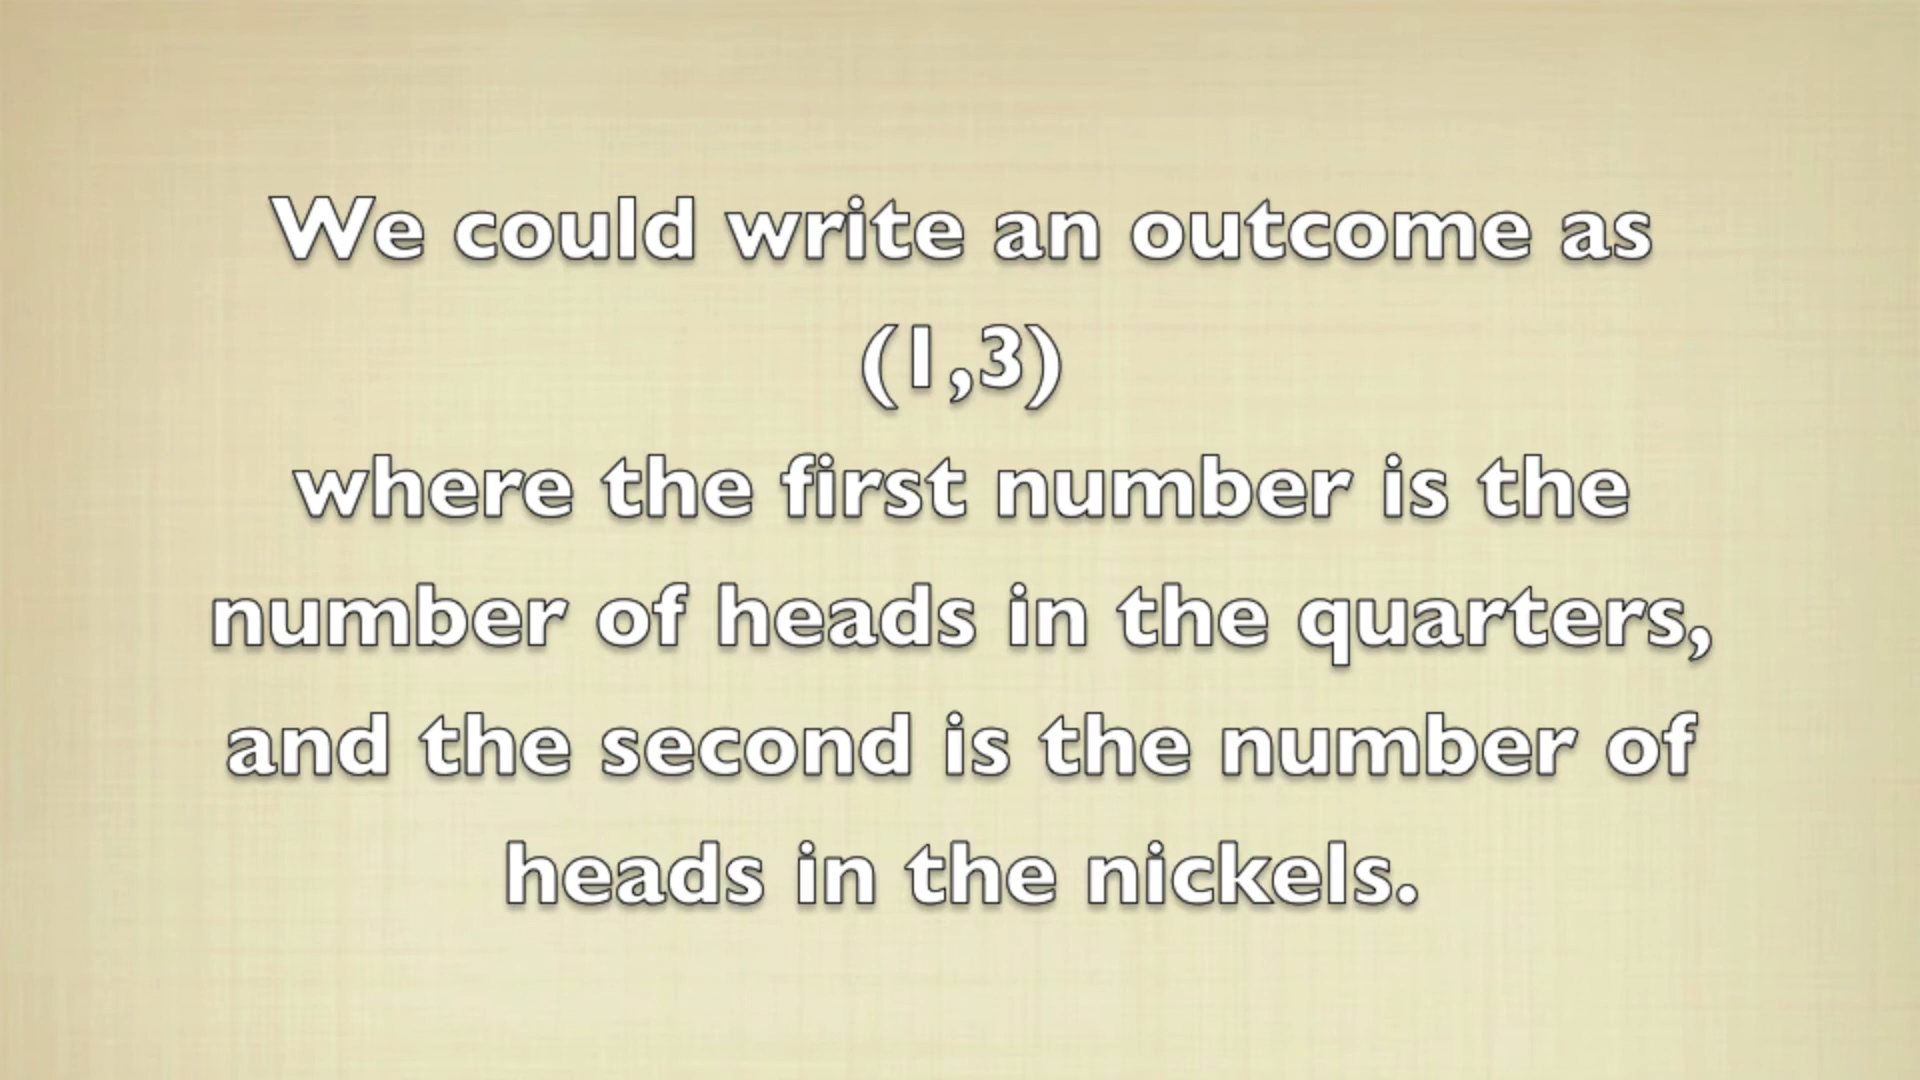 We could write an outcome as
(1,3)
where the first number is the
number of heads in the quarters,
and the second is the number of
heads in the nickels.